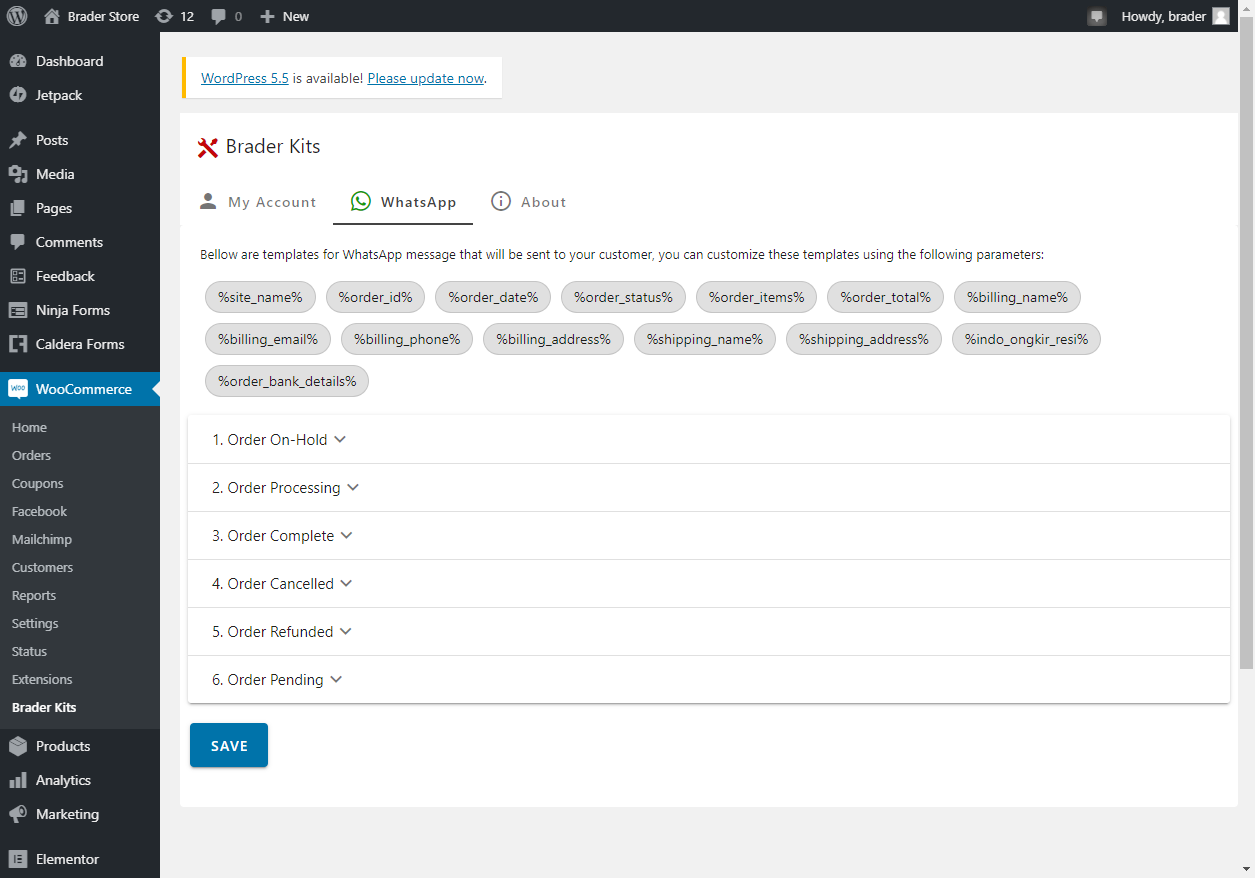 Brader Store 12 0 New Howdy, brader
Dashboard
Jetpack
Posts
Media
Pages
Comments
Feedback
Ninja Forms
Caldera Forms
WooCommerce
Home
Orders
Coupons
Facebook
Mailchimp
Customers
Reports
Settings
Status
Extensions
Brader Kits
Products
Analytics
Marketing
Elementor
WordPress 5.5 is available! Please update now.
Brader Kits
My Account WhatsApp About
Bellow are templates for WhatsApp message that will be sent to your customer, you can customize these templates using the following parameters:
%site_name% %order_id% %order_date% %order_status% %order_items% %order_total% %billing_name%
%billing_email% %billing_phone% %billing_address% %shipping_name% %shipping_address% %indo_ongkir_resi%
%order_bank_details%
1. Order On-Hold
2. Order Processing
3. Order Complete
4. Order Cancelled
5. Order Refunded
6. Order Pending
SAVE